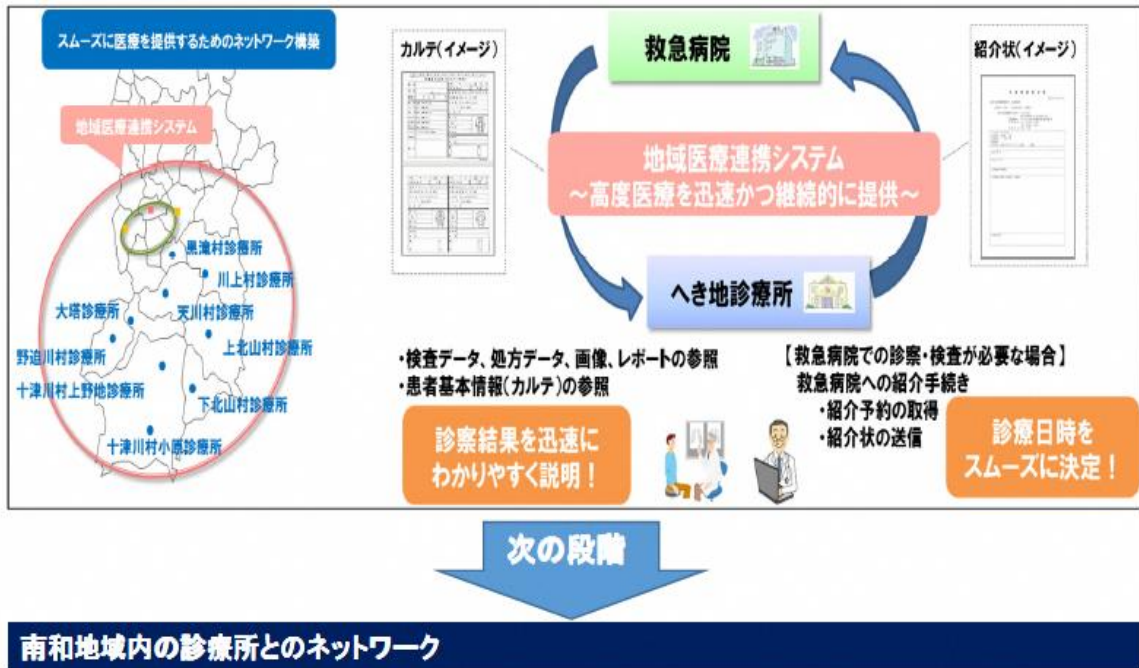 スムーズに医療を提供するためのネットワーク構築
地域医療連携システム
黒滝村診療所
川上村診療所
大塔診療所
天川村診療所
野迫川村診療所
上北山村診療所
十津川村上野地診療所
下北山村診療所
十津川村小原診療所
カルテ(イメージ)
救急病院
紹介状(イメージ)
地域医療連携システム
～高度医療を迅速かつ継続的に提供～
へき地診療所
・検査データ、処方データ、画像、レポートの参照
・患者基本情報(カルテ)の参照
診察結果を迅速に
わかりやすく説明！
【救急病院での診察・検査が必要な場合】
救急病院への紹介手続き
・紹介予約の取得
・紹介状の送信
診療日時を
スムーズに決定！
次の段階
南和地域内の診療所とのネットワーク